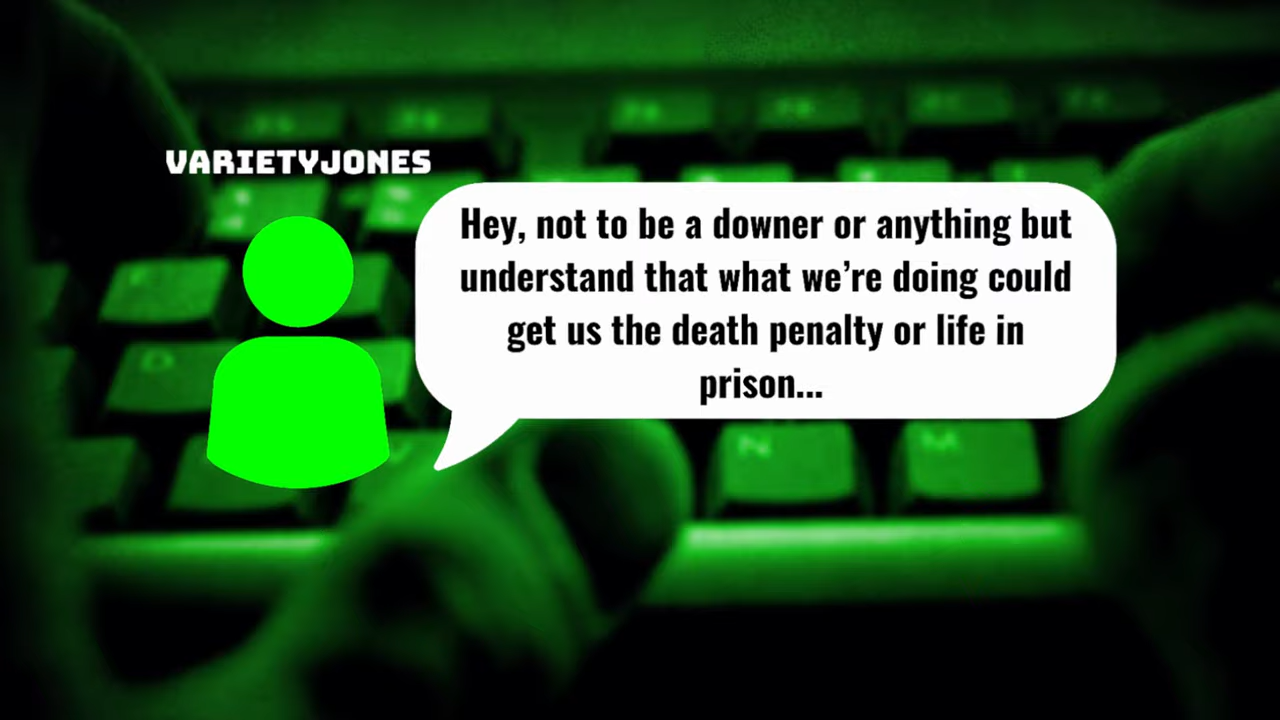 VARIETYJONES
Hey, not to be a downer or anything but
understand that what we're doing could
get us the death penalty or life in
prison...
D
N
M